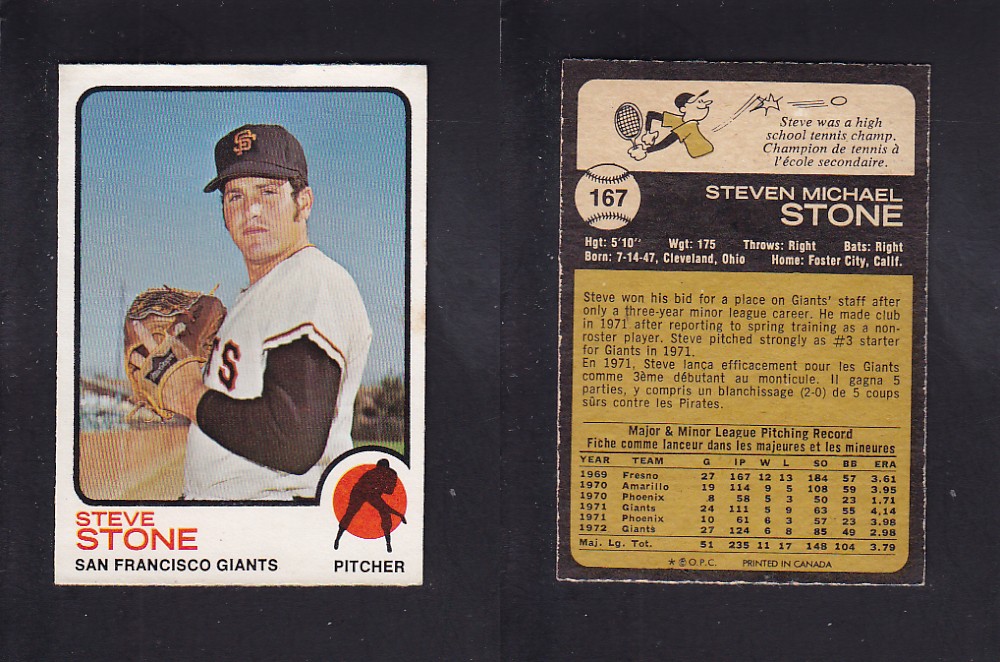 SF
TS
STEVE
STONE
SAN FRANCISCO GIANTS
PITCHER
Steve was a high
school tennis champ.
Champion de tennis à
l'école secondaire.
167
STEVEN MICHAEL
STONE
Hgt: 5'10" Wgt: 175 Throws: Right Bats: Right
Born: 7-14-47, Cleveland, Ohio Home: Foster City, Calif.
Steve won his bid for a place on Giants' staff after
only a three-year minor league career. He made club
in 1971 after reporting to spring training as a non-
roster player. Steve pitched strongly as #3 starter
for Giants in 1971.
En 1971, Steve lança efficacement pour les Giants
comme 3ème débutant au monticule. Il gagna 5
parties, y compris un blanchissage (2-0) de 5 coups
sûrs contre les Pirates.
Major & Minor League Pitching Record
Fiche comme lanceur dans les majeures et les mineures
YEAR TEAM G IP W L SO BB ERA
1969 Fresno 27 167 12 13 184 57 3.61
1970 Amarillo 19 114 9 5 108 59 3.95
1970 Phoenix 8 58 5 3 50 23 1.71
1971 Giants 24 111 5 9 63 55 4.14
1971 Phoenix 10 61 6 3 57 23 3.98
1972 Giants 27 124 6 8 85 49 2.98
Maj. Lg. Tot. 51 235 11 17 148 104 3.79
* © O.P.C. PRINTED IN CANADA